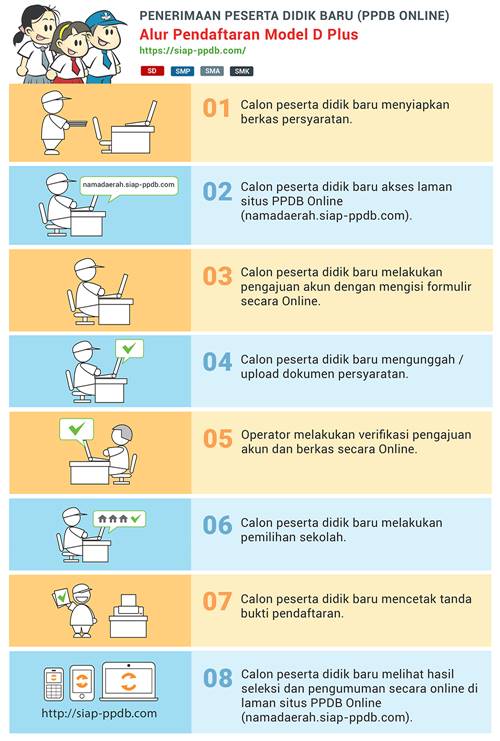 PENERIMAAN PESERTA DIDIK BARU (PPDB ONLINE)
Alur Pendaftaran Model D Plus
https://siap-ppdb.com/
SD SMP SMA SMK
01 Calon peserta didik baru menyiapkan
berkas persyaratan.
namadaerah.siap-ppdb.com
02 Calon peserta didik baru akses laman
situs PPDB Online
(namadaerah.siap-ppdb.com).
03 Calon peserta didik baru melakukan
pengajuan akun dengan mengisi formulir
secara Online.
04 Calon peserta didik baru mengunggah /
upload dokumen persyaratan.
05 Operator melakukan verifikasi pengajuan
akun dan berkas secara Online.
06 Calon peserta didik baru melakukan
pemilihan sekolah.
07 Calon peserta didik baru mencetak tanda
bukti pendaftaran.
http://siap-ppdb.com
08 Calon peserta didik baru melihat hasil
seleksi dan pengumuman secara online di
laman situs PPDB Online
(namadaerah.siap-ppdb.com).